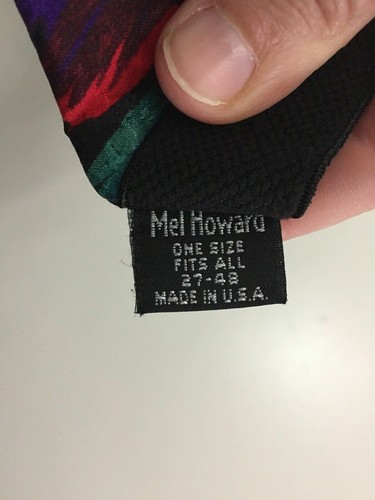 Mel Howard
ONE SIZE
FITS ALL
27-48
MADE IN U.S.A.